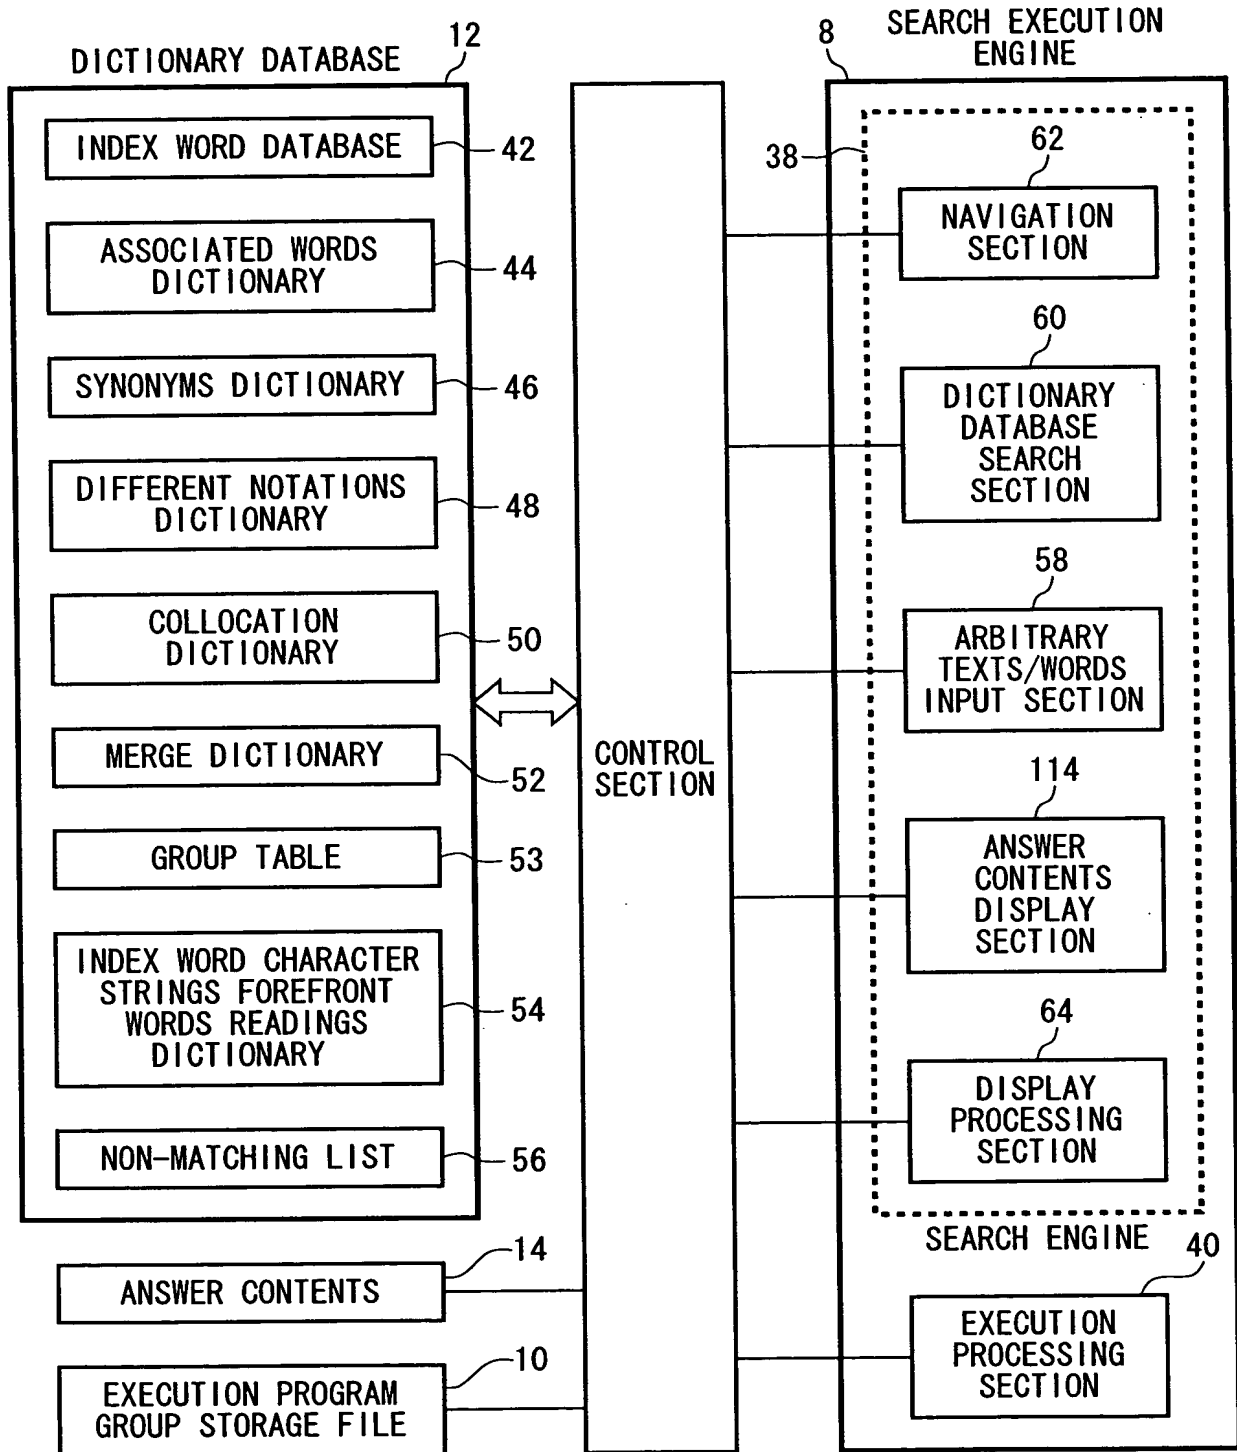 DICTIONARY DATABASE
12
INDEX WORD DATABASE
42
ASSOCIATED WORDS
DICTIONARY
44
SYNONYMS DICTIONARY
46
DIFFERENT NOTATIONS
DICTIONARY
48
COLLOCATION
DICTIONARY
50
MERGE DICTIONARY
52
GROUP TABLE
53
INDEX WORD CHARACTER
STRINGS FOREFRONT
WORDS READINGS
DICTIONARY
54
NON-MATCHING LIST
56
14
ANSWER CONTENTS
10
EXECUTION PROGRAM
GROUP STORAGE FILE
CONTROL
SECTION
SEARCH EXECUTION
ENGINE
8
38
62
NAVIGATION
SECTION
60
DICTIONARY
DATABASE
SEARCH
SECTION
58
ARBITRARY
TEXTS/WORDS
INPUT SECTION
114
ANSWER
CONTENTS
DISPLAY
SECTION
64
DISPLAY
PROCESSING
SECTION
SEARCH ENGINE
40
EXECUTION
PROCESSING
SECTION